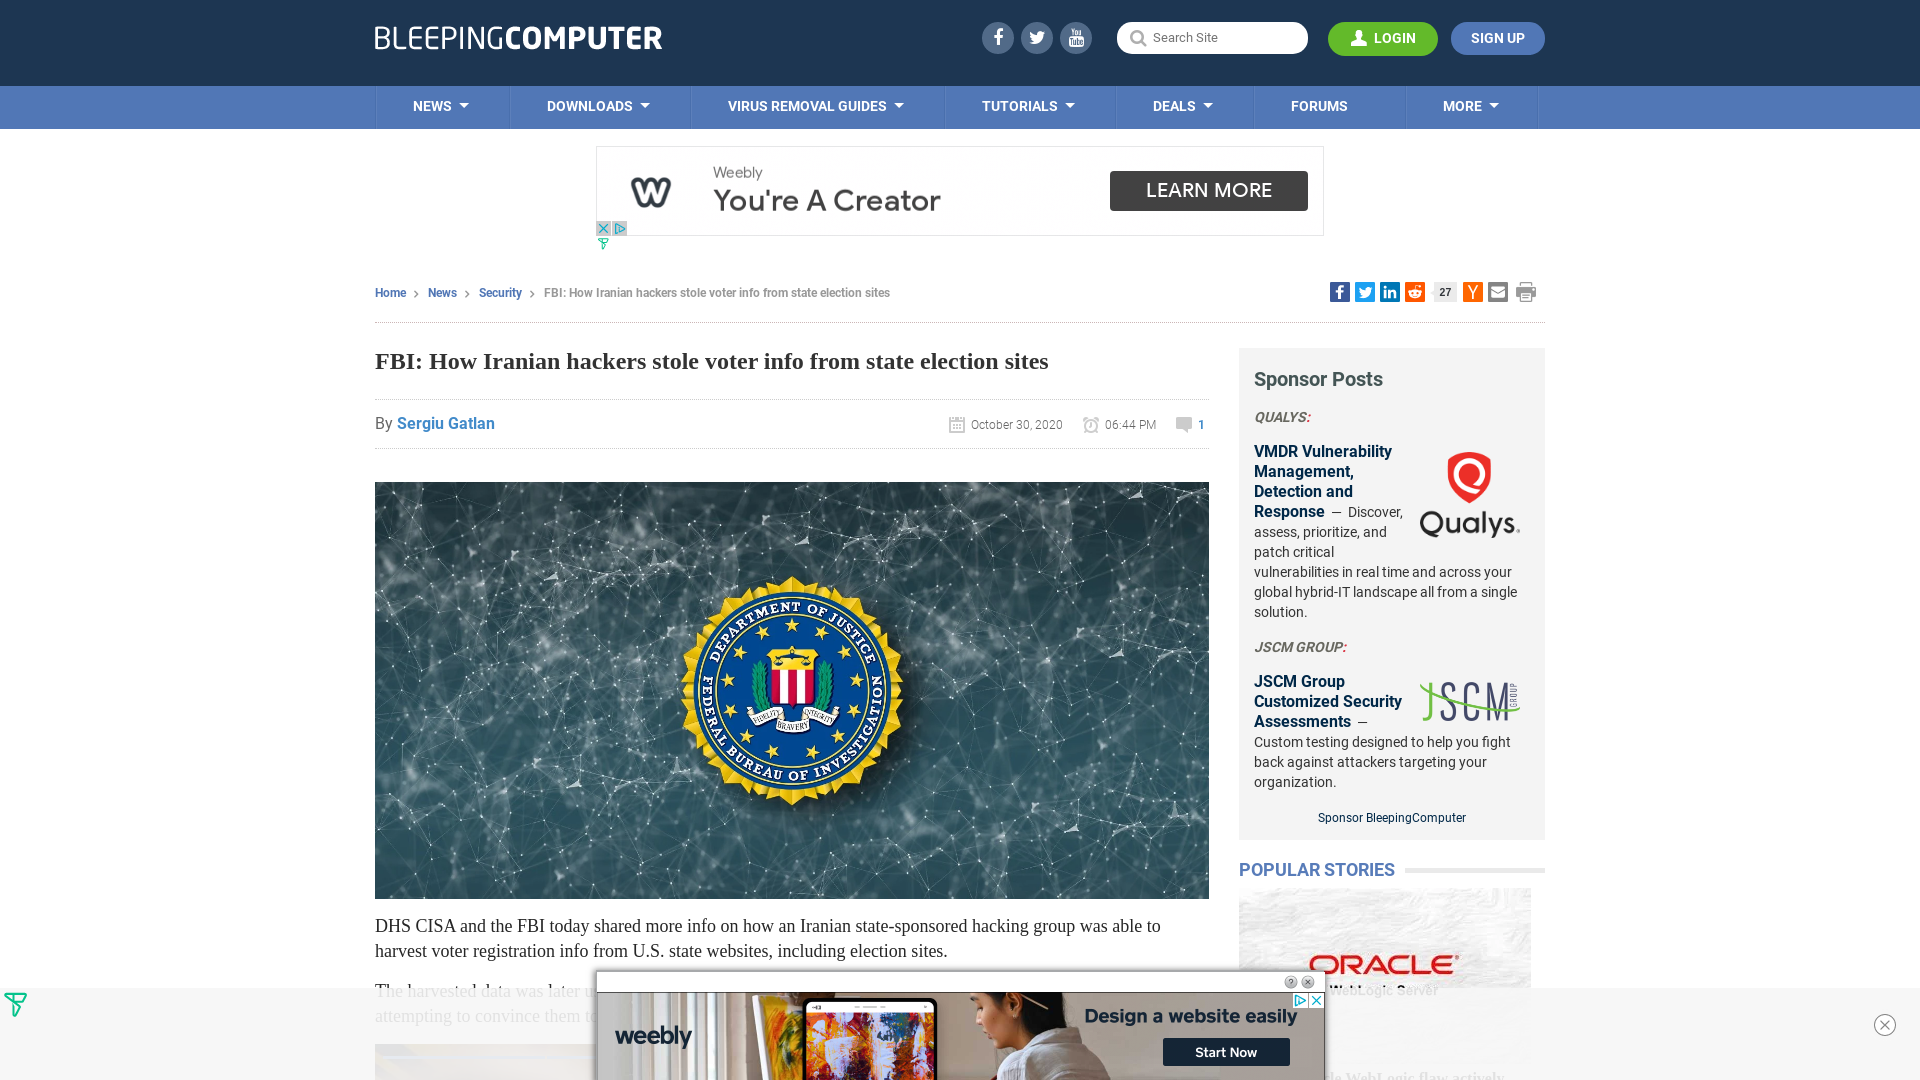 BLEEPINGCOMPUTER
You Tube
Search Site
LOGIN
SIGN UP
NEWS
DOWNLOADS
VIRUS REMOVAL GUIDES
TUTORIALS
DEALS
FORUMS
MORE
Weebly
You're A Creator
LEARN MORE
Home
News
Security
FBI: How Iranian hackers stole voter info from state election sites
27
FBI: How Iranian hackers stole voter info from state election sites
By Sergiu Gatlan
October 30, 2020
06:44 PM
1
DEPARTMENT OF JUSTICE
FIDELITY BRAVERY INTEGRITY
FEDERAL BUREAU OF INVESTIGATION
DHS CISA and the FBI today shared more info on how an Iranian state-sponsored hacking group was able to
harvest voter registration info from U.S. state websites, including election sites.
The harvested data was later
attempting to convince them
Sponsor Posts
QUALYS:
VMDR Vulnerability
Management,
Detection and
Response — Discover,
assess, prioritize, and
patch critical
vulnerabilities in real time and across your
global hybrid-IT landscape all from a single
solution.
Qualys
JSCM GROUP:
JSCM Group
Customized Security
Assessments —
Custom testing designed to help you fight
back against attackers targeting your
organization.
JSCM GROUP
Sponsor BleepingComputer
POPULAR STORIES
ORACLE
WebLogic Server
WebLogic flaw actively
weebly
Design a website easily
Start Now